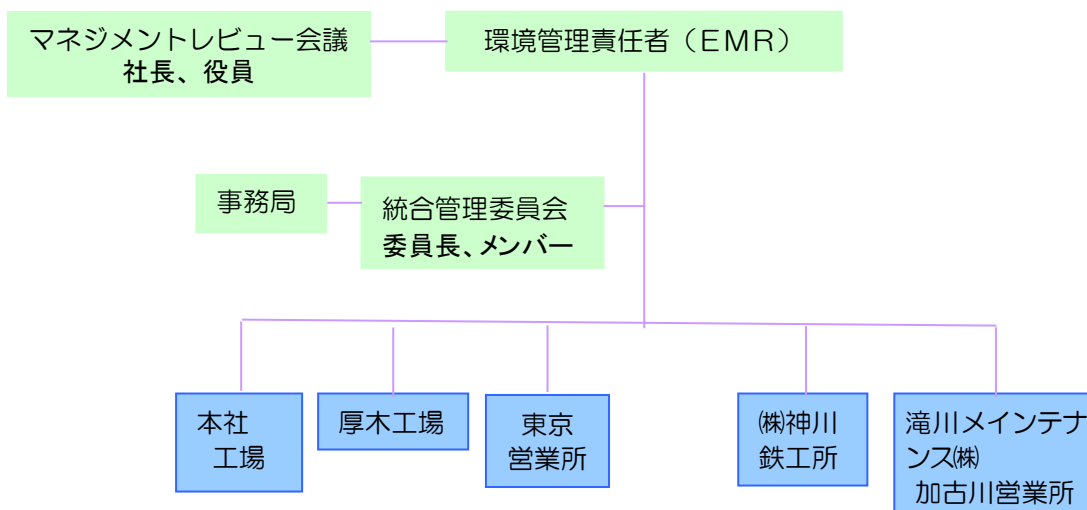 マネジメントレビュー会議
社長、役員
環境管理責任者（ＥＭＲ）
事務局
統合管理委員会
委員長、メンバー
本社
工場
厚木工場
東京
営業所
㈱神川
鉄工所
滝川メインテナ
ンス㈱
加古川営業所